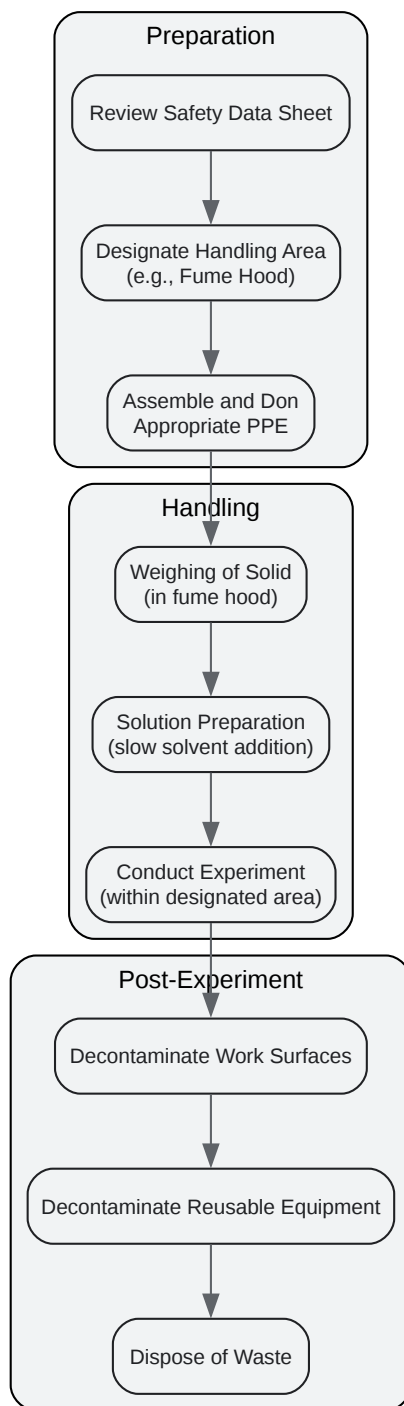 Preparation
Review Safety Data Sheet
Designate Handling Area
(e.g., Fume Hood)
Assemble and Don
Appropriate PPE
Handling
Weighing of Solid
(in fume hood)
Solution Preparation
(slow solvent addition)
Conduct Experiment
(within designated area)
Post-Experiment
Decontaminate Work Surfaces
Decontaminate Reusable Equipment
Dispose of Waste